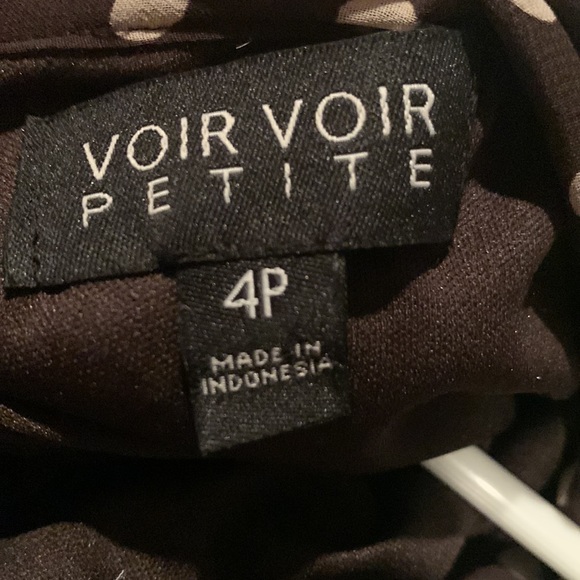 VOIR VOIR
PETITE
4P
MADE IN
INDONESIA